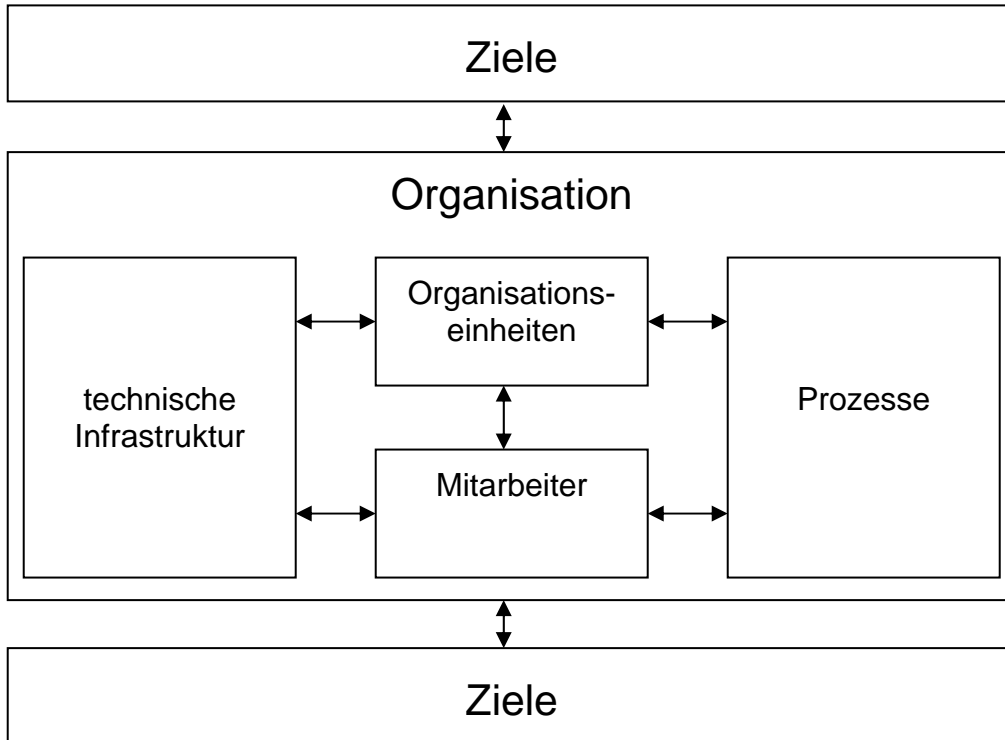 Ziele
Organisation
technische
Infrastruktur
Organisations-
einheiten
Mitarbeiter
Prozesse
Ziele